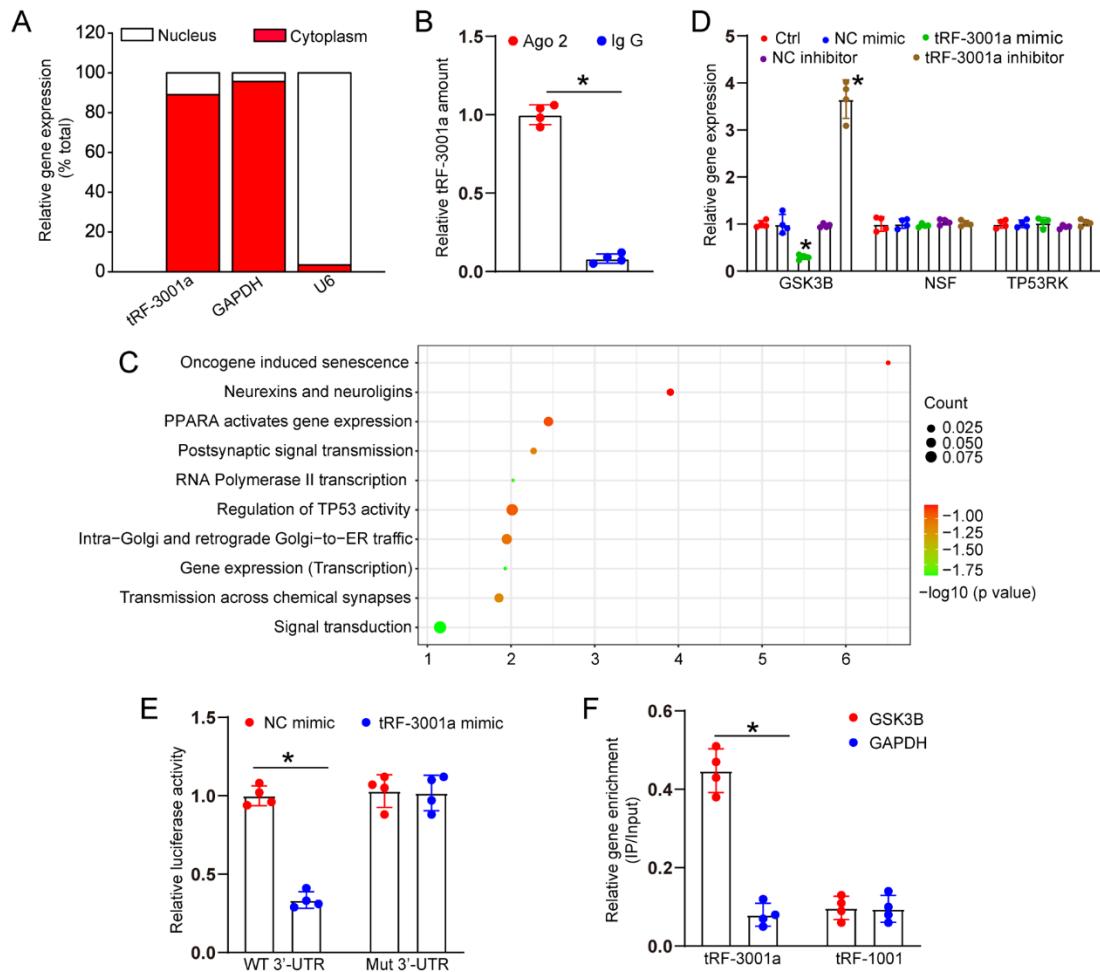 A
Nucleus Cytoplasm
Relative gene expression
(% total)
120
100
80
60
40
20
0
tRF-3001a GAPDH U6
B
Ago 2 Ig G
Relative tRF-3001a amount
1.5
1.0
0.5
0.0
*
D
Ctrl NC mimic tRF-3001a mimic
NC inhibitor tRF-3001a inhibitor
Relative gene expression
5
4
3
2
1
0
*
*
GSK3B NSF TP53RK
C
Oncogene induced senescence
Neurexins and neuroligins
PPARA activates gene expression
Postsynaptic signal transmission
RNA Polymerase II transcription
Regulation of TP53 activity
Intra−Golgi and retrograde Golgi−to−ER traffic
Gene expression (Transcription)
Transmission across chemical synapses
Signal transduction
1 2 3 4 5 6
Count
0.025
0.050
0.075
−1.00
−1.25
−1.50
−1.75
−log10 (p value)
E
NC mimic tRF-3001a mimic
Relative luciferase activity
1.5
1.0
0.5
0.0
*
WT 3'-UTR Mut 3'-UTR
F
GSK3B
GAPDH
Relative gene enrichment
(IP/Input)
0.6
0.4
0.2
0.0
*
tRF-3001a tRF-1001